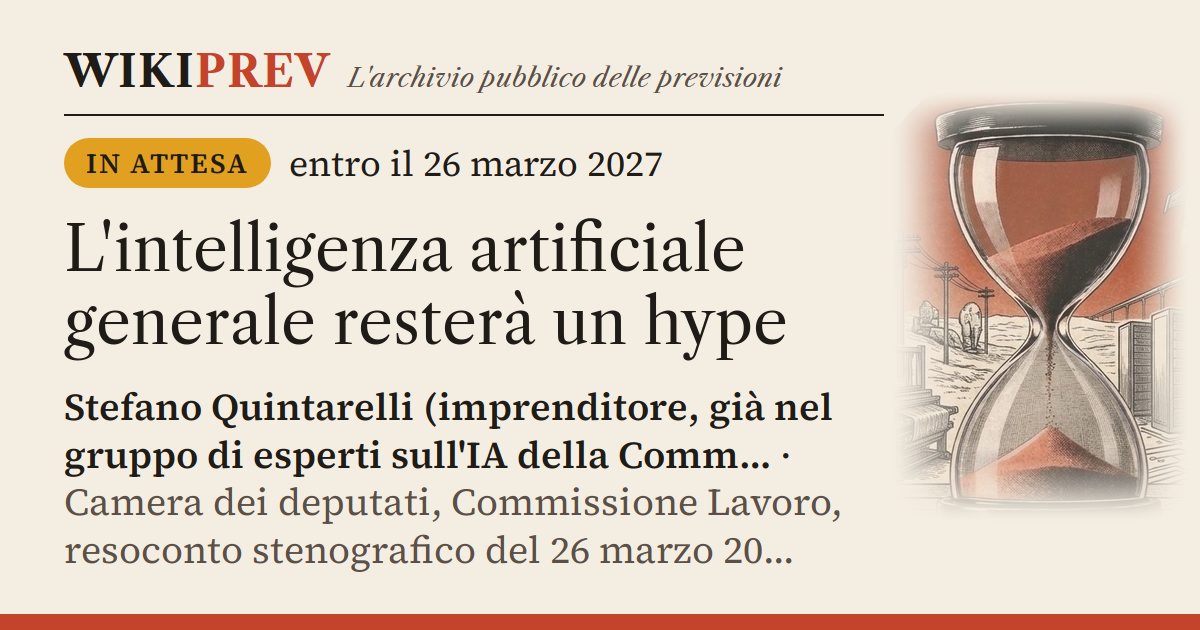 WIKIPREV L'archivio pubblico delle previsioni
IN ATTESA entro il 26 marzo 2027
L'intelligenza artificiale
generale resterà un hype
Stefano Quintarelli (imprenditore, già nel
gruppo di esperti sull'IA della Comm... ·
Camera dei deputati, Commissione Lavoro,
resoconto stenografico del 26 marzo 20...